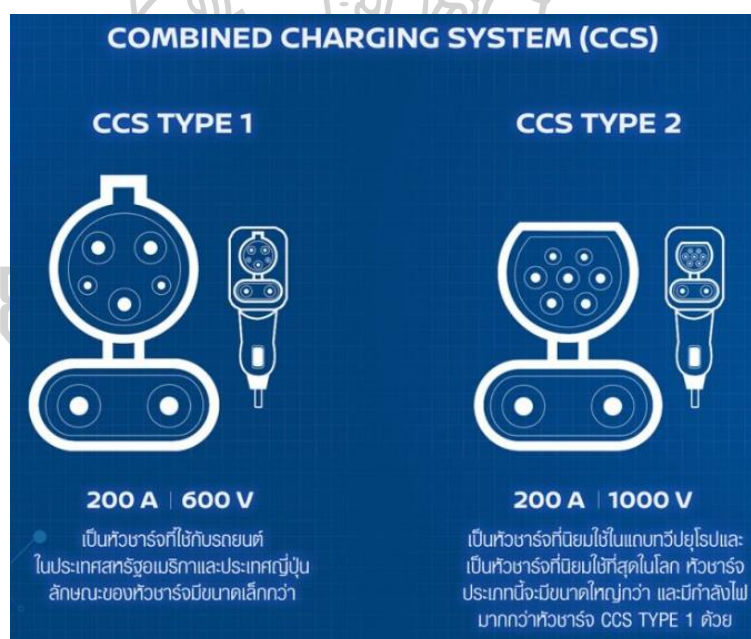 COMBINED CHARGING SYSTEM (CCS)
CCS TYPE 1
200 A | 600 V
เป็นหัวชาร์จที่ใช้กับรถยนต์
ในประเทศสหรัฐอเมริกาและประเทศญี่ปุ่น
ลักษณะของหัวชาร์จมีขนาดเล็กกว่า
CCS TYPE 2
200 A | 1000 V
เป็นหัวชาร์จที่นิยมใช้ในแถบทวีปยุโรปและ
เป็นหัวชาร์จที่นิยมใช้ที่สุดในโลก หัวชาร์จ
ประเภทนี้จะมีขนาดใหญ่กว่า และมีกำลังไฟ
มากกว่าหัวชาร์จ CCS TYPE 1 ด้วย